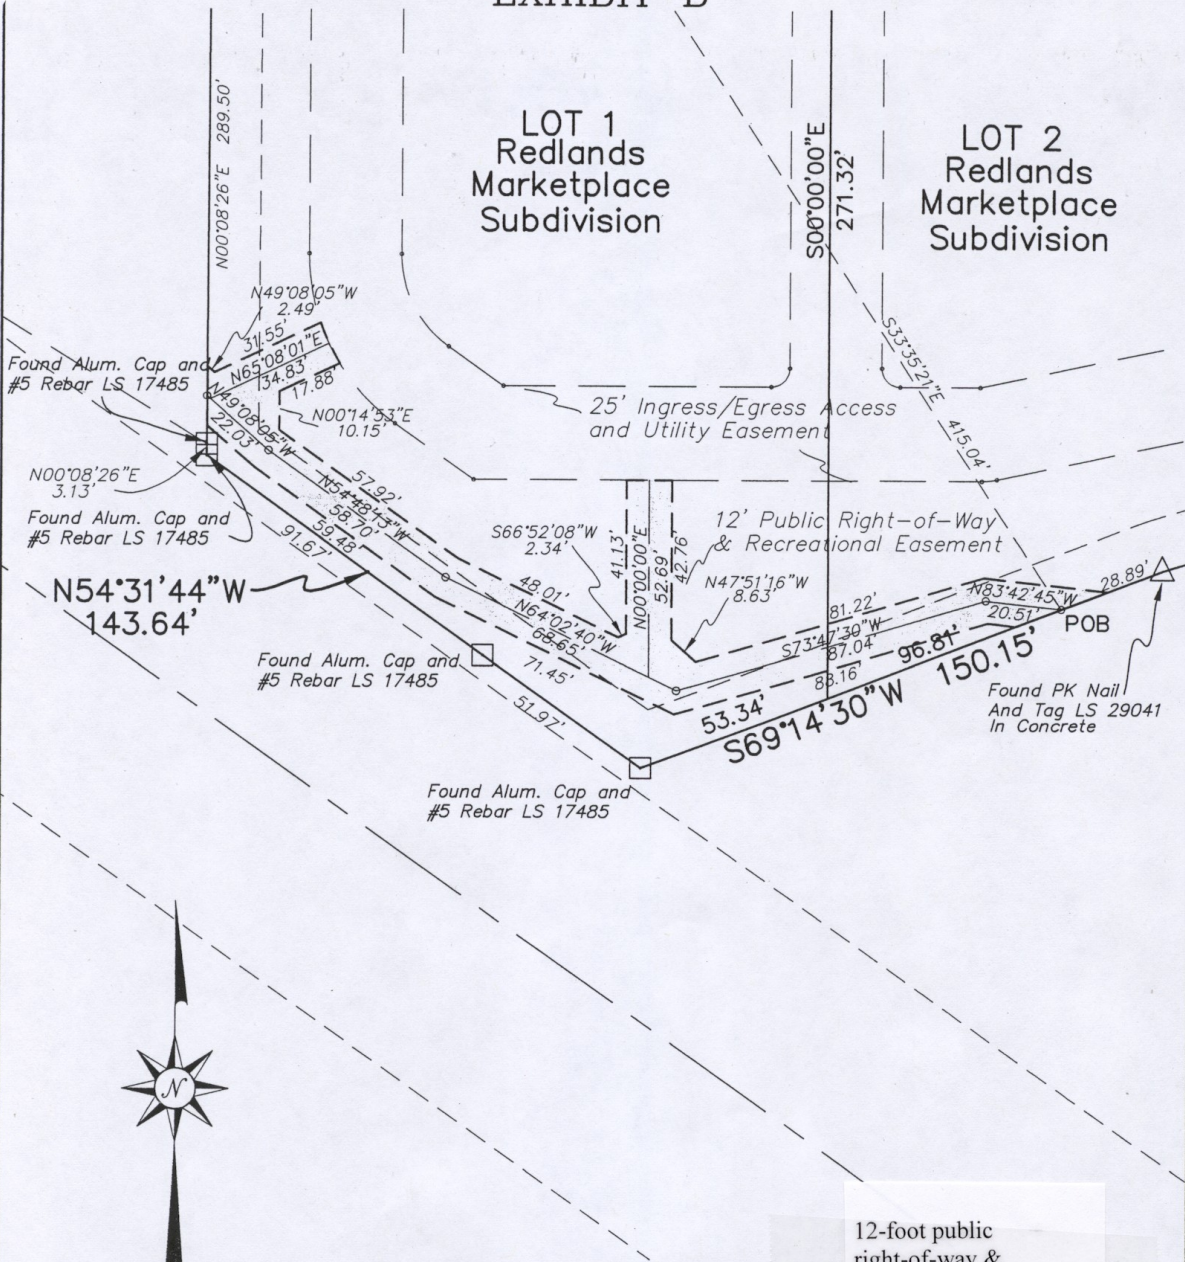 EXHIBIT "B"
N00°08'26"E 289.50'
LOT 1
Redlands
Marketplace
Subdivision
S00°00'00"E
271.32'
LOT 2
Redlands
Marketplace
Subdivision
N49°08'05"W
2.49'
31.55'
N65°08'01"E
34.83'
17.88'
Found Alum. Cap and
#5 Rebar LS 17485
N49°08'05"W
22.03'
N00°14'53"E
10.15'
25' Ingress/Egress Access
and Utility Easement
S33°35'21"E
415.04'
N00°08'26"E
3.13'
Found Alum. Cap and
#5 Rebar LS 17485
57.92'
N54°48'13"W
58.70'
59.48'
91.67'
N54°31'44"W
143.64'
S66°52'08"W
2.34'
41.13'
N00°00'00"E
52.69'
42.76'
12' Public Right-of-Way
& Recreational Easement
N47°51'16"W
8.63'
48.01'
N64°02'40"W
68.65'
71.45'
81.22'
S73°47'30"W
87.04'
88.16'
N83°42'45"W
20.51'
28.89'
POB
96.81'
150.15'
53.34'
S69°14'30"W
Found PK Nail
And Tag LS 29041
In Concrete
Found Alum. Cap and
#5 Rebar LS 17485
51.97'
Found Alum. Cap and
#5 Rebar LS 17485
N
12-foot public
right-of-way &